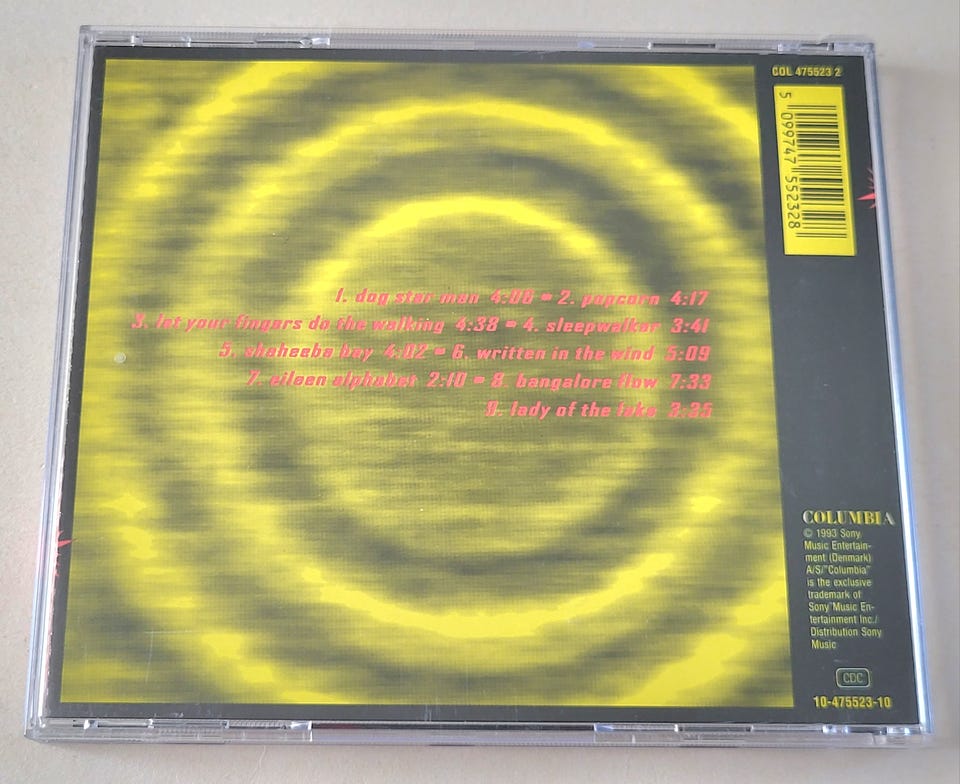 1. dog star man 4:08 = 2. popcorn 4:17
3. let your fingers do the walking 4:38 = 4. sleepwalker 3:41
5. shaheeba bay 4:02 = 6. written in the wind 5:09
7. eileen alphabet 2:10 = 8. bangalore flow 7:33
9. lady of the lake 3:35
COL 475523 2
5 099747 552328
COLUMBIA
© 1993 Sony
Music Entertain-
ment (Denmark)
A/S/"Columbia"
is the exclusive
trademark of
Sony Music En-
tertainment Inc./
Distribution Sony
Music
CDC
10-475523-10